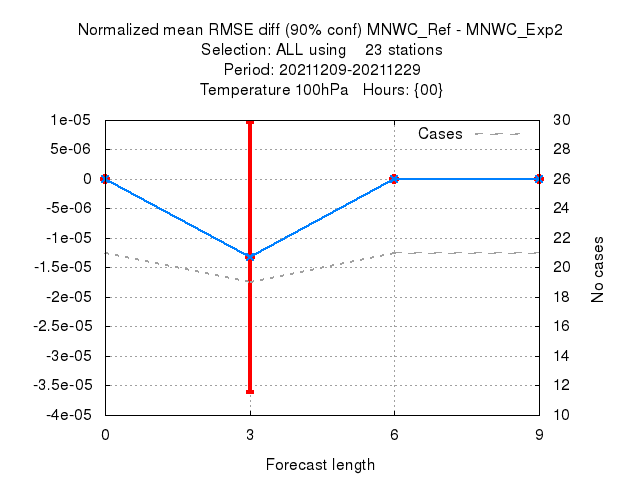 Normalized mean RMSE diff (90% conf) MNWC_Ref - MNWC_Exp2
Selection: ALL using    23 stations
Period: 20211209-20211229
Temperature 100hPa   Hours: {00}
Cases
1e-05
5e-06
0
-5e-06
-1e-05
-1.5e-05
-2e-05
-2.5e-05
-3e-05
-3.5e-05
-4e-05
30
28
26
24
22
20
18
16
14
12
10
No cases
0 3 6 9
Forecast length